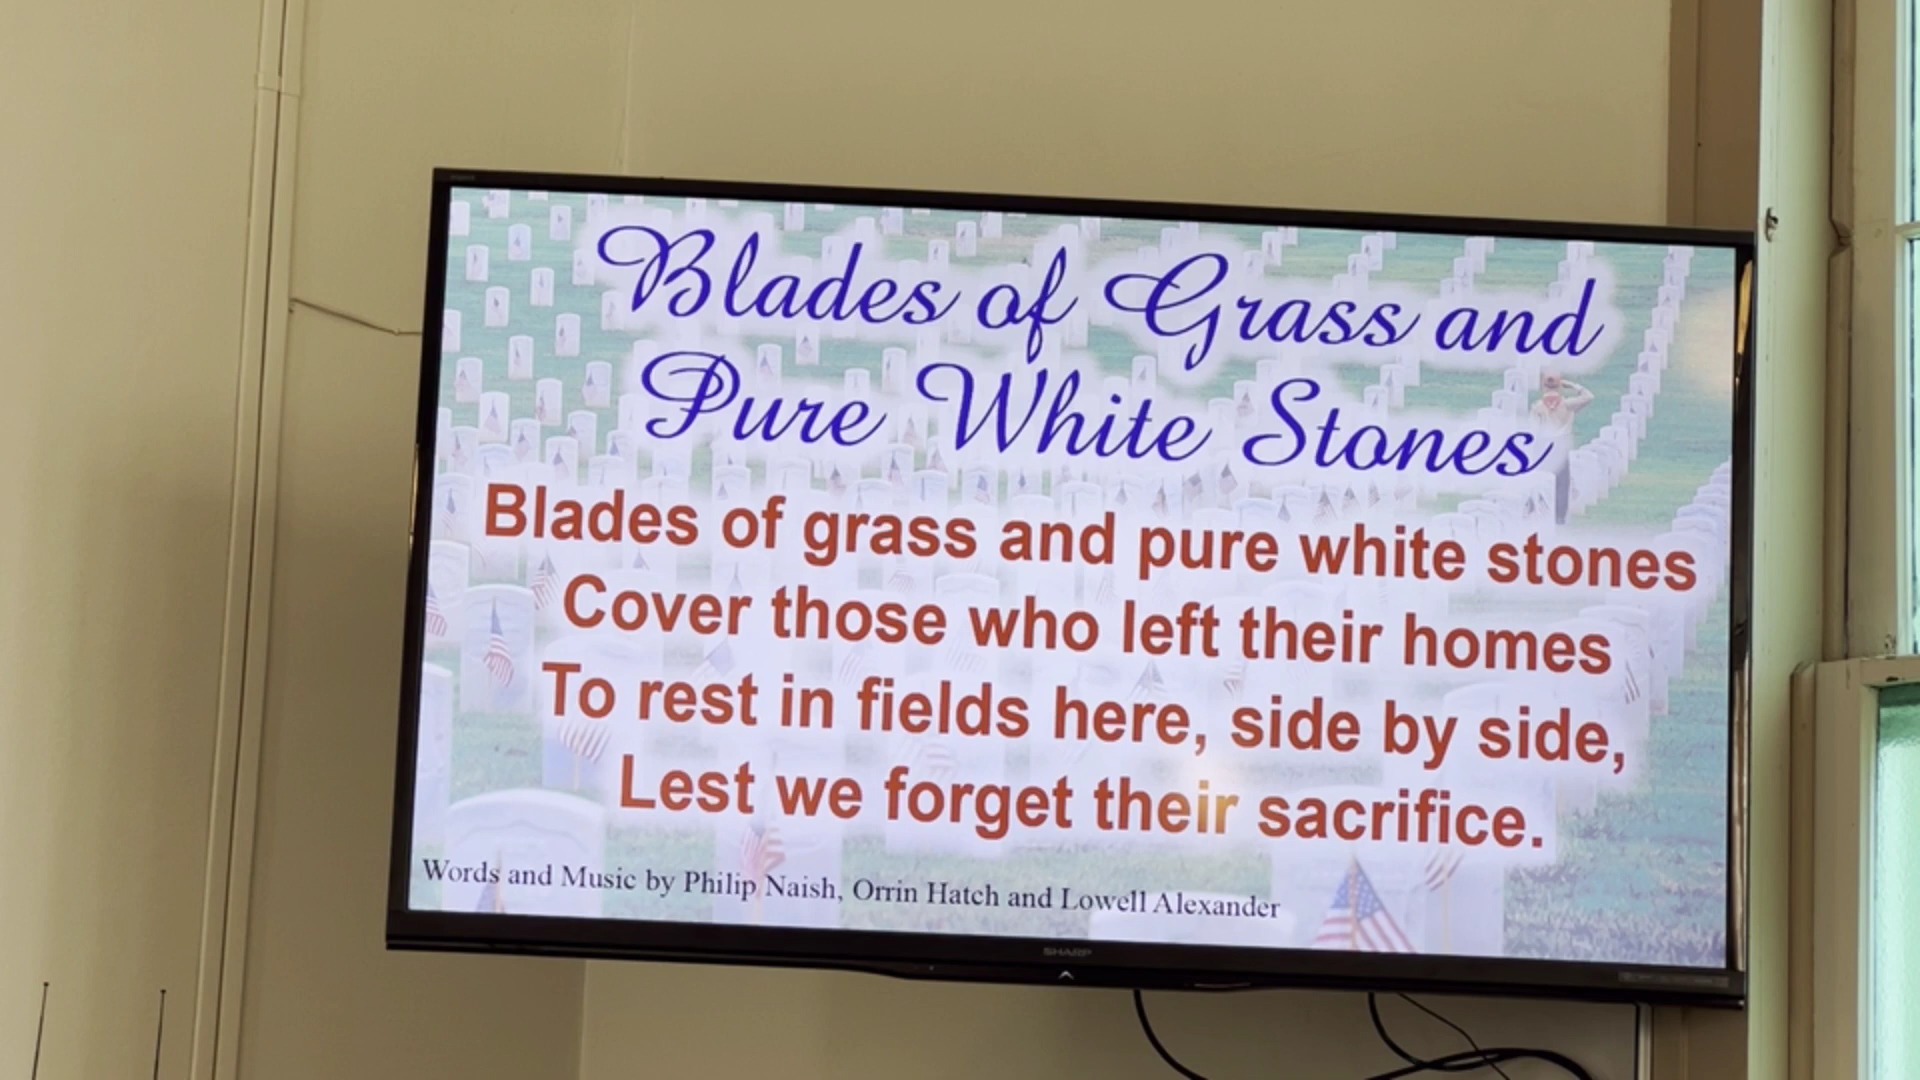 Blades of Grass and
Pure White Stones
Blades of grass and pure white stones
Cover those who left their homes
To rest in fields here, side by side,
Lest we forget their sacrifice.
Words and Music by Philip Naish, Orrin Hatch and Lowell Alexander
SHARP